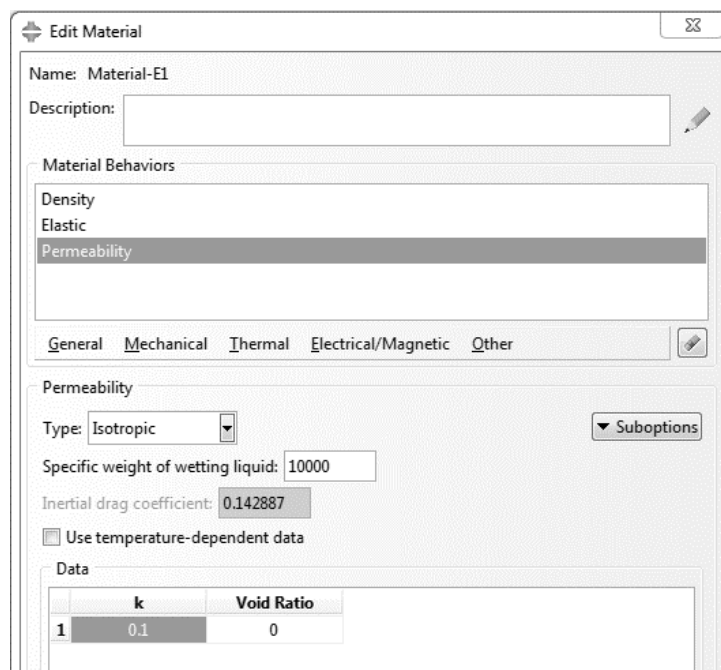 Edit Material
Name: Material-E1
Description:
Material Behaviors
Density
Elastic
Permeability
General Mechanical Thermal Electrical/Magnetic Other
Permeability
Type: Isotropic Suboptions
Specific weight of wetting liquid: 10000
Inertial drag coefficient: 0.142887
Use temperature-dependent data
Data
k Void Ratio
1 0.1 0